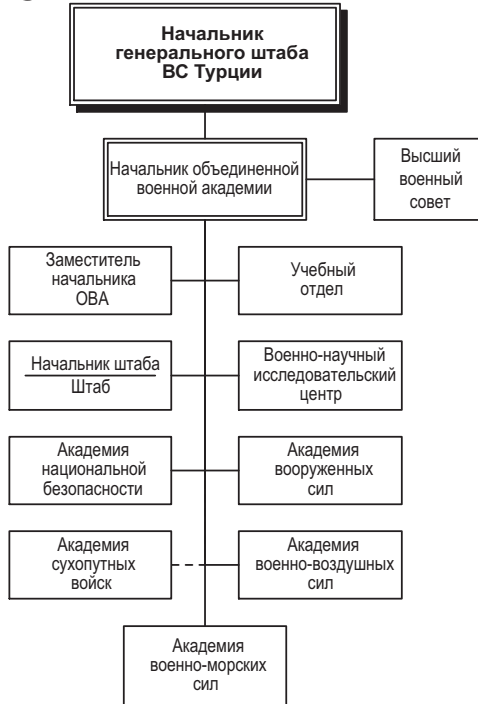 Начальник
генерального штаба
ВС Турции
Начальник объединенной
военной академии
Высший
военный
совет
Заместитель
начальника
ОВА
Учебный
отдел
Начальник штаба
Штаб
Военно-научный
исследовательский
центр
Академия
национальной
безопасности
Академия
вооруженных
сил
Академия
сухопутных
войск
Академия
военно-воздушных
сил
Академия
военно-морских
сил